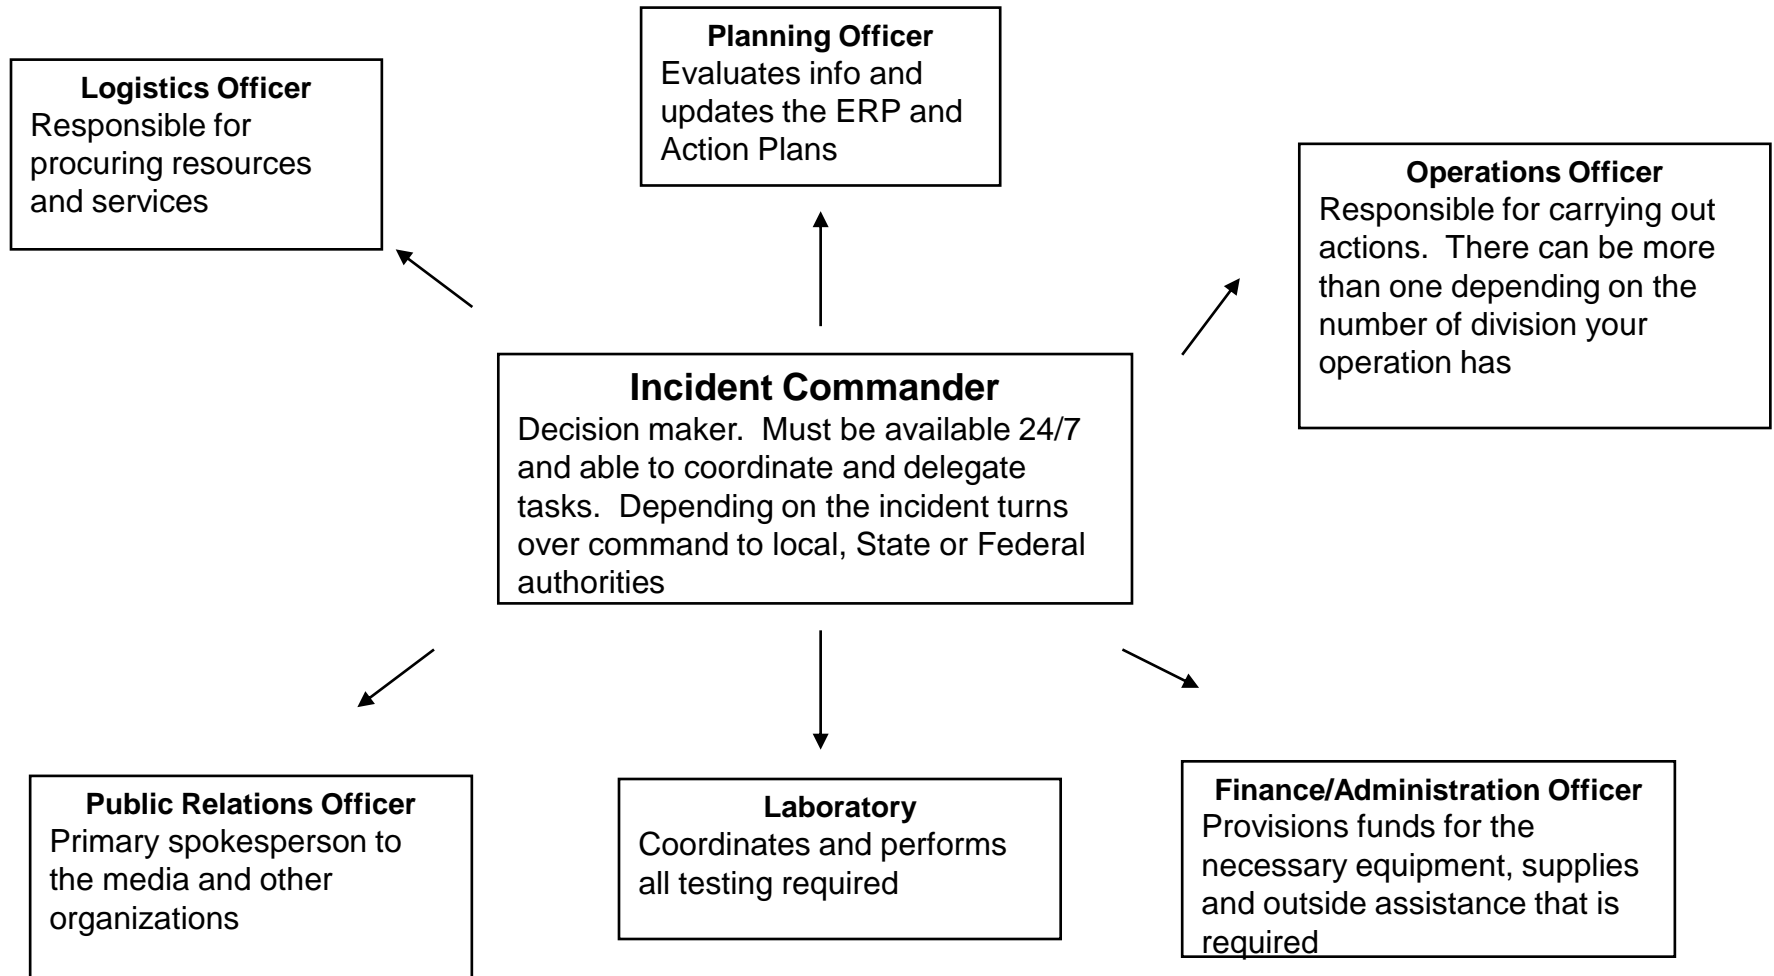 Planning Officer
Evaluates info and
updates the ERP and
Action Plans
Logistics Officer
Responsible for
procuring resources
and services
Operations Officer
Responsible for carrying out
actions.  There can be more
than one depending on the
number of division your
operation has
Incident Commander
Decision maker.  Must be available 24/7
and able to coordinate and delegate
tasks.  Depending on the incident turns
over command to local, State or Federal
authorities
Public Relations Officer
Primary spokesperson to
the media and other
organizations
Laboratory
Coordinates and performs
all testing required
Finance/Administration Officer
Provisions funds for the
necessary equipment, supplies
and outside assistance that is
required